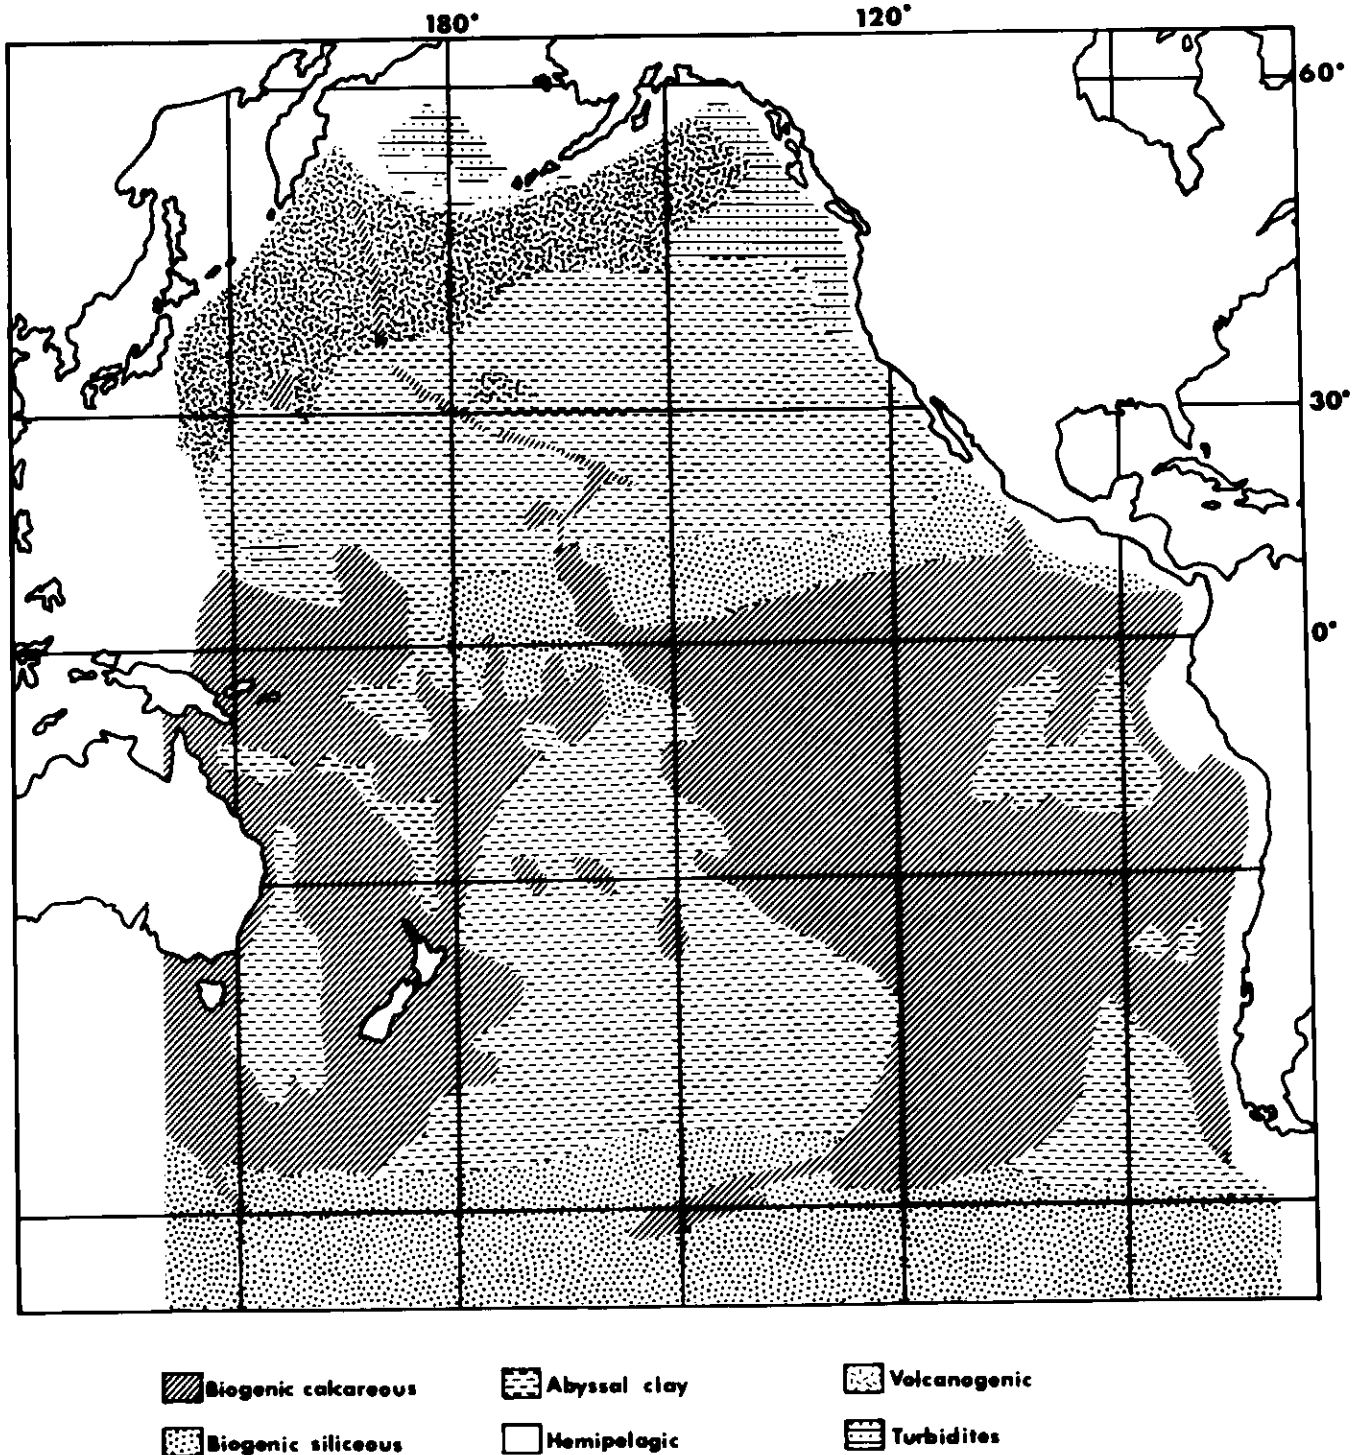 180°
120°
60°
30°
0°
Biogenic calcareous
Abyssal clay
Volcanogenic
Biogenic siliceous
Hemipelagic
Turbidites